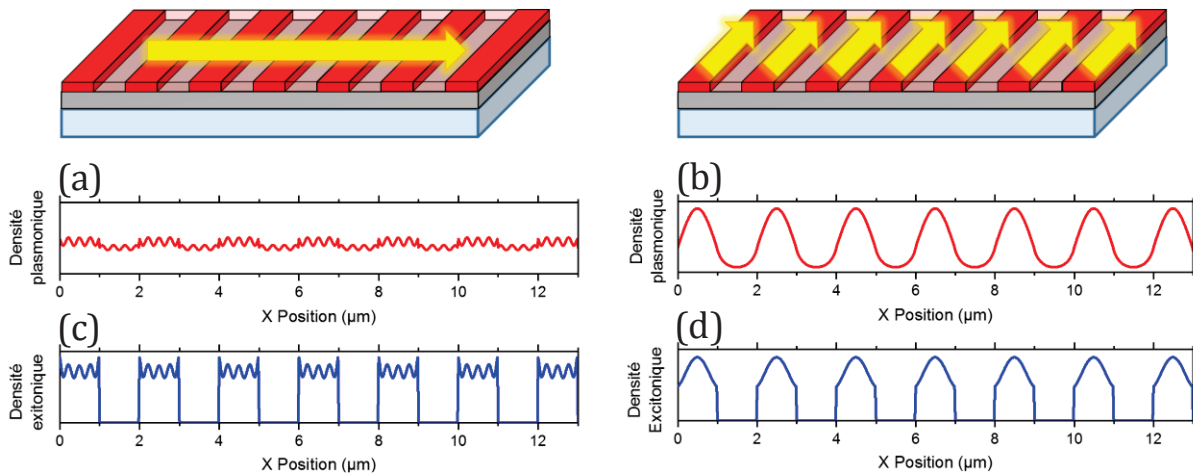 (a)
Densité
plasmonique
0 2 4 6 8 10 12
X Position (µm)
(b)
Densité
plasmonique
0 2 4 6 8 10 12
X Position (µm)
(c)
Densité
exitonique
0 2 4 6 8 10 12
X Position (µm)
(d)
Densité
Excitonique
0 2 4 6 8 10 12
X Position (µm)